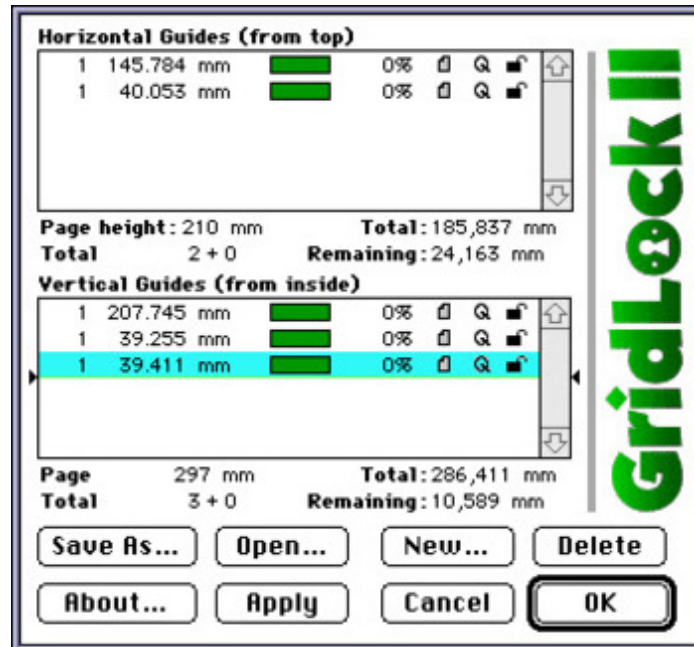 Horizontal Guides (from top)
1 145.784 mm 0%
1 40.053 mm 0%
Page height: 210 mm Total: 185,837 mm
Total 2 + 0 Remaining: 24,163 mm
Vertical Guides (from inside)
1 207.745 mm 0%
1 39.255 mm 0%
1 39.411 mm 0%
Page 297 mm Total: 286,411 mm
Total 3 + 0 Remaining: 10,589 mm
Save As... Open... New... Delete
About... Apply Cancel OK
GridLock II